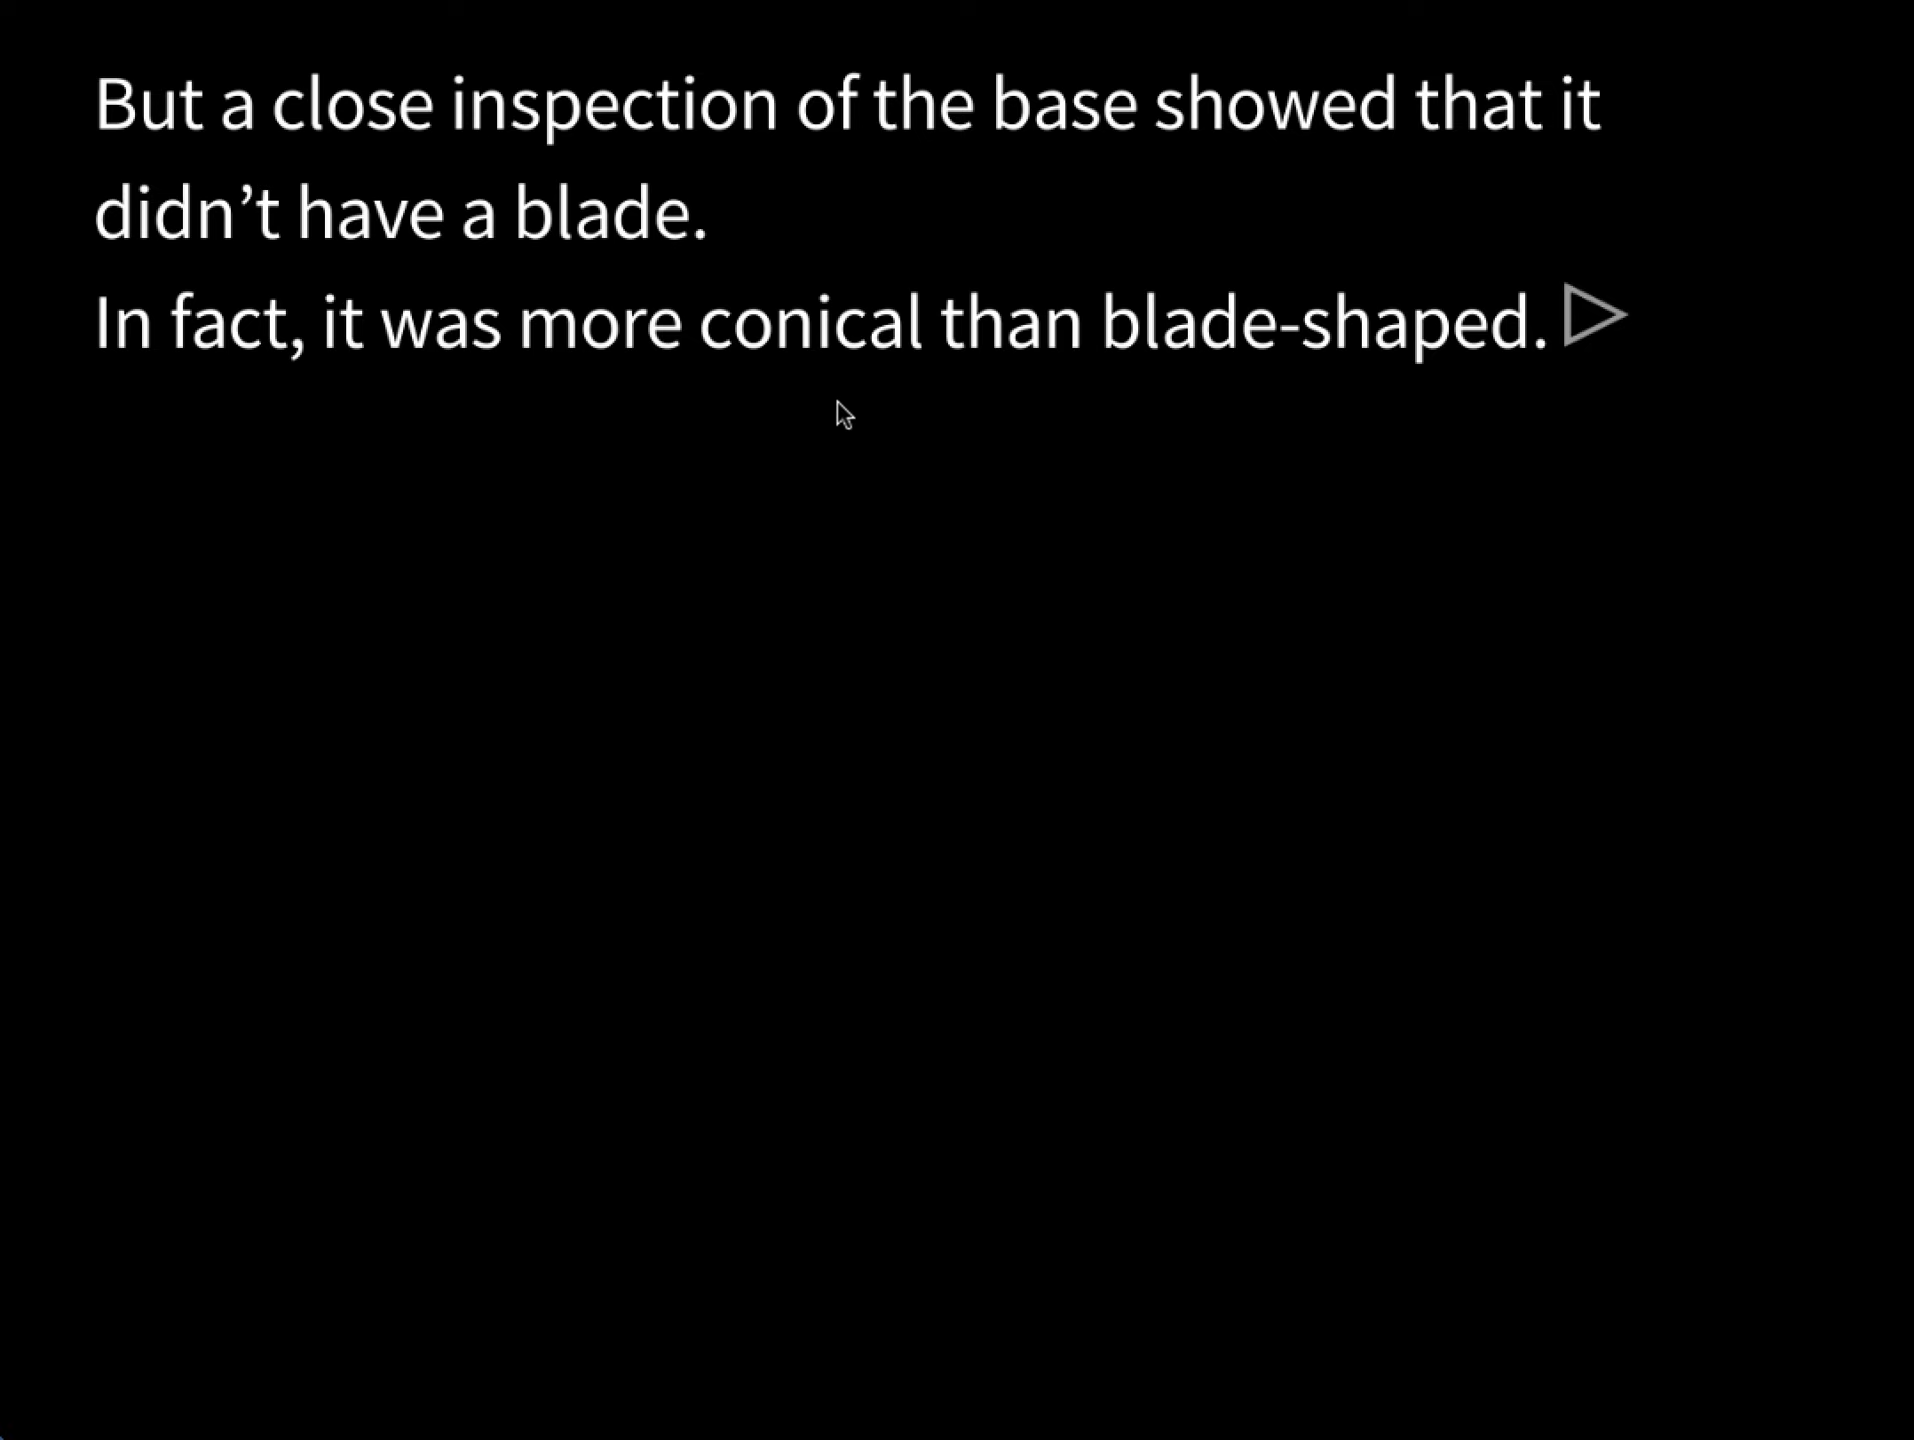 But a close inspection of the base showed that it
didn’t have a blade.
In fact, it was more conical than blade-shaped.